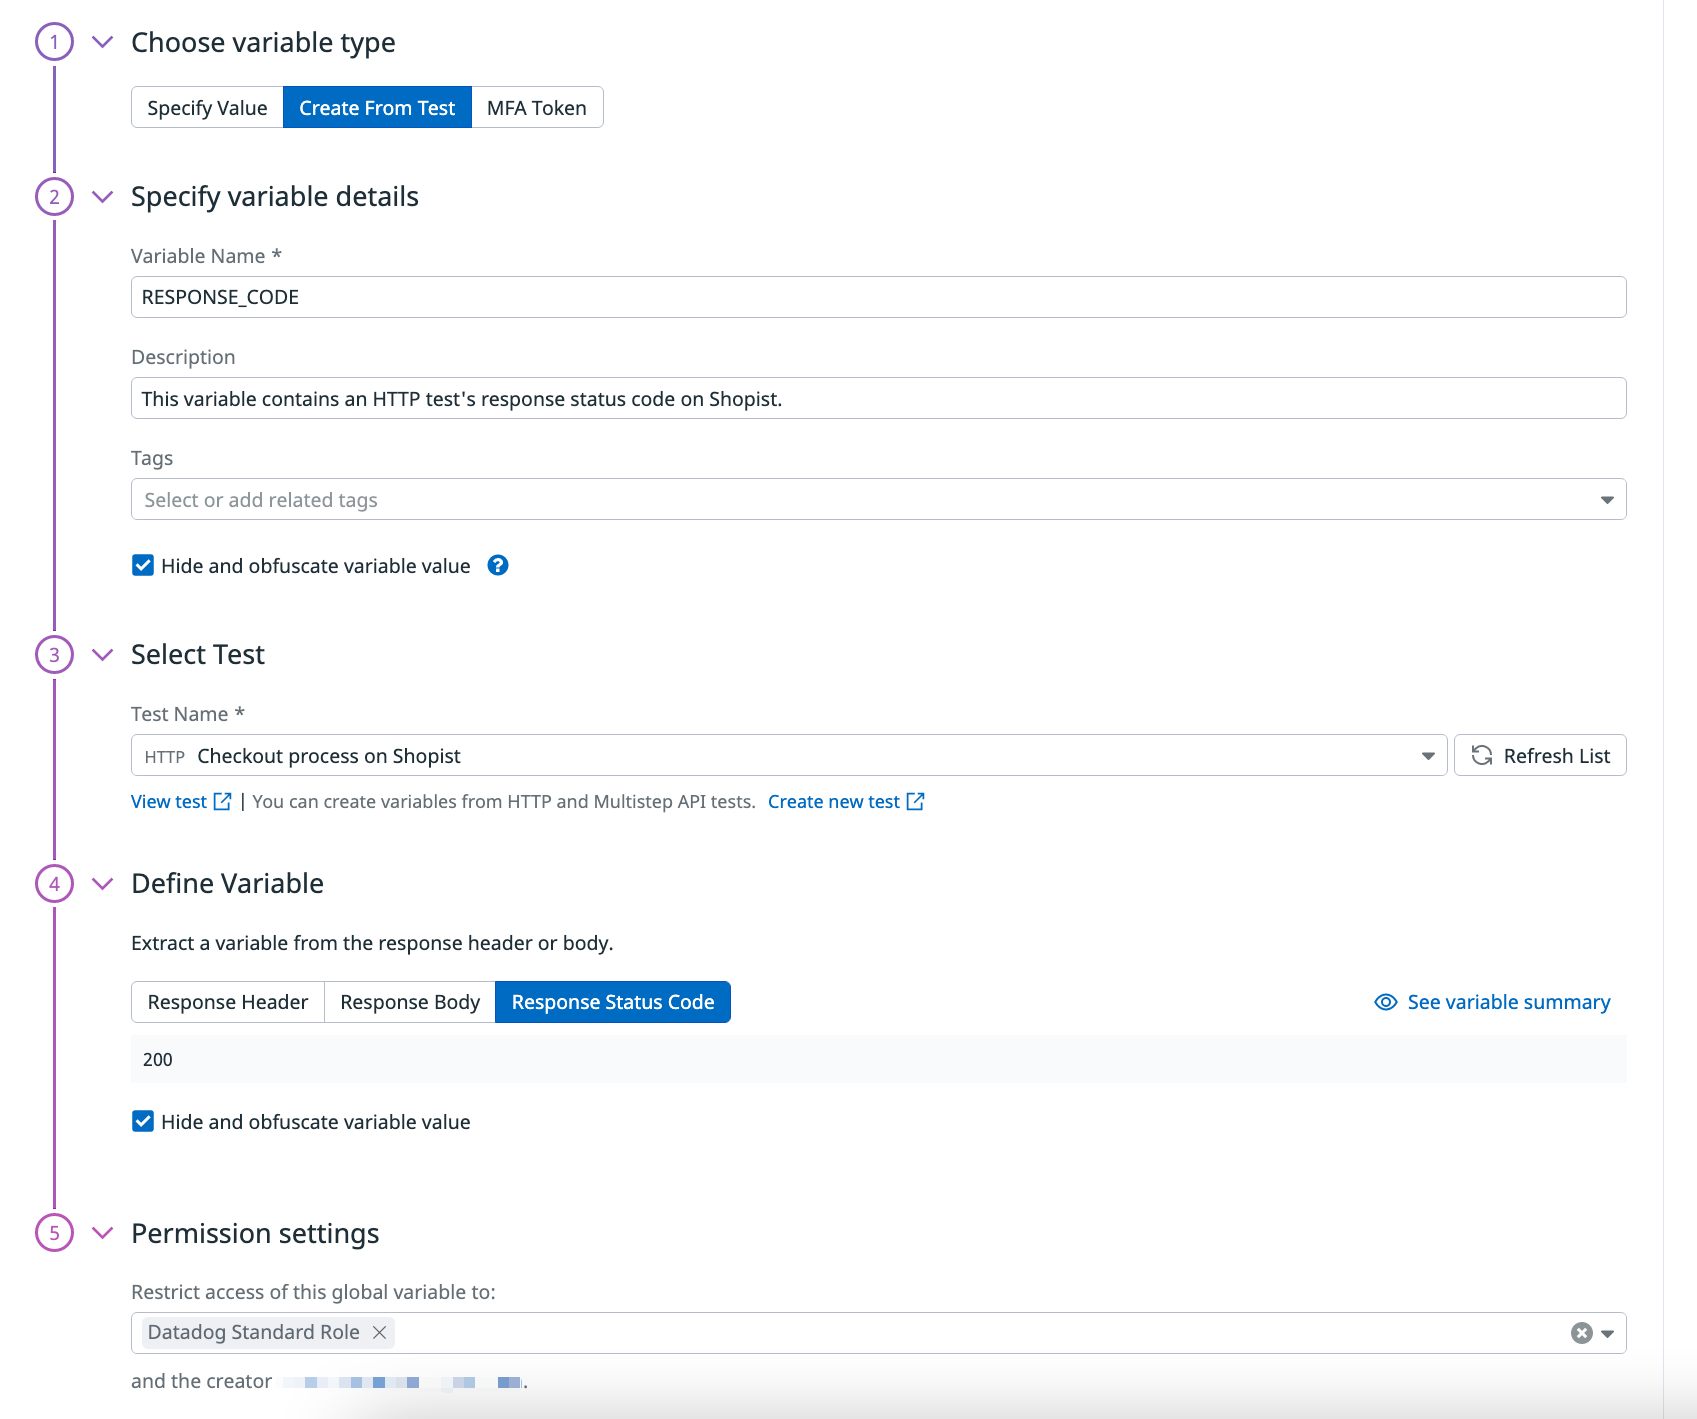 1 Choose variable type
Specify Value Create From Test MFA Token
2 Specify variable details
Variable Name *
RESPONSE_CODE
Description
This variable contains an HTTP test's response status code on Shopist.
Tags
Select or add related tags
Hide and obfuscate variable value ?
3 Select Test
Test Name *
HTTP Checkout process on Shopist Refresh List
View test | You can create variables from HTTP and Multistep API tests. Create new test
4 Define Variable
Extract a variable from the response header or body.
Response Header Response Body Response Status Code See variable summary
200
Hide and obfuscate variable value
5 Permission settings
Restrict access of this global variable to:
Datadog Standard Role
and the creator .